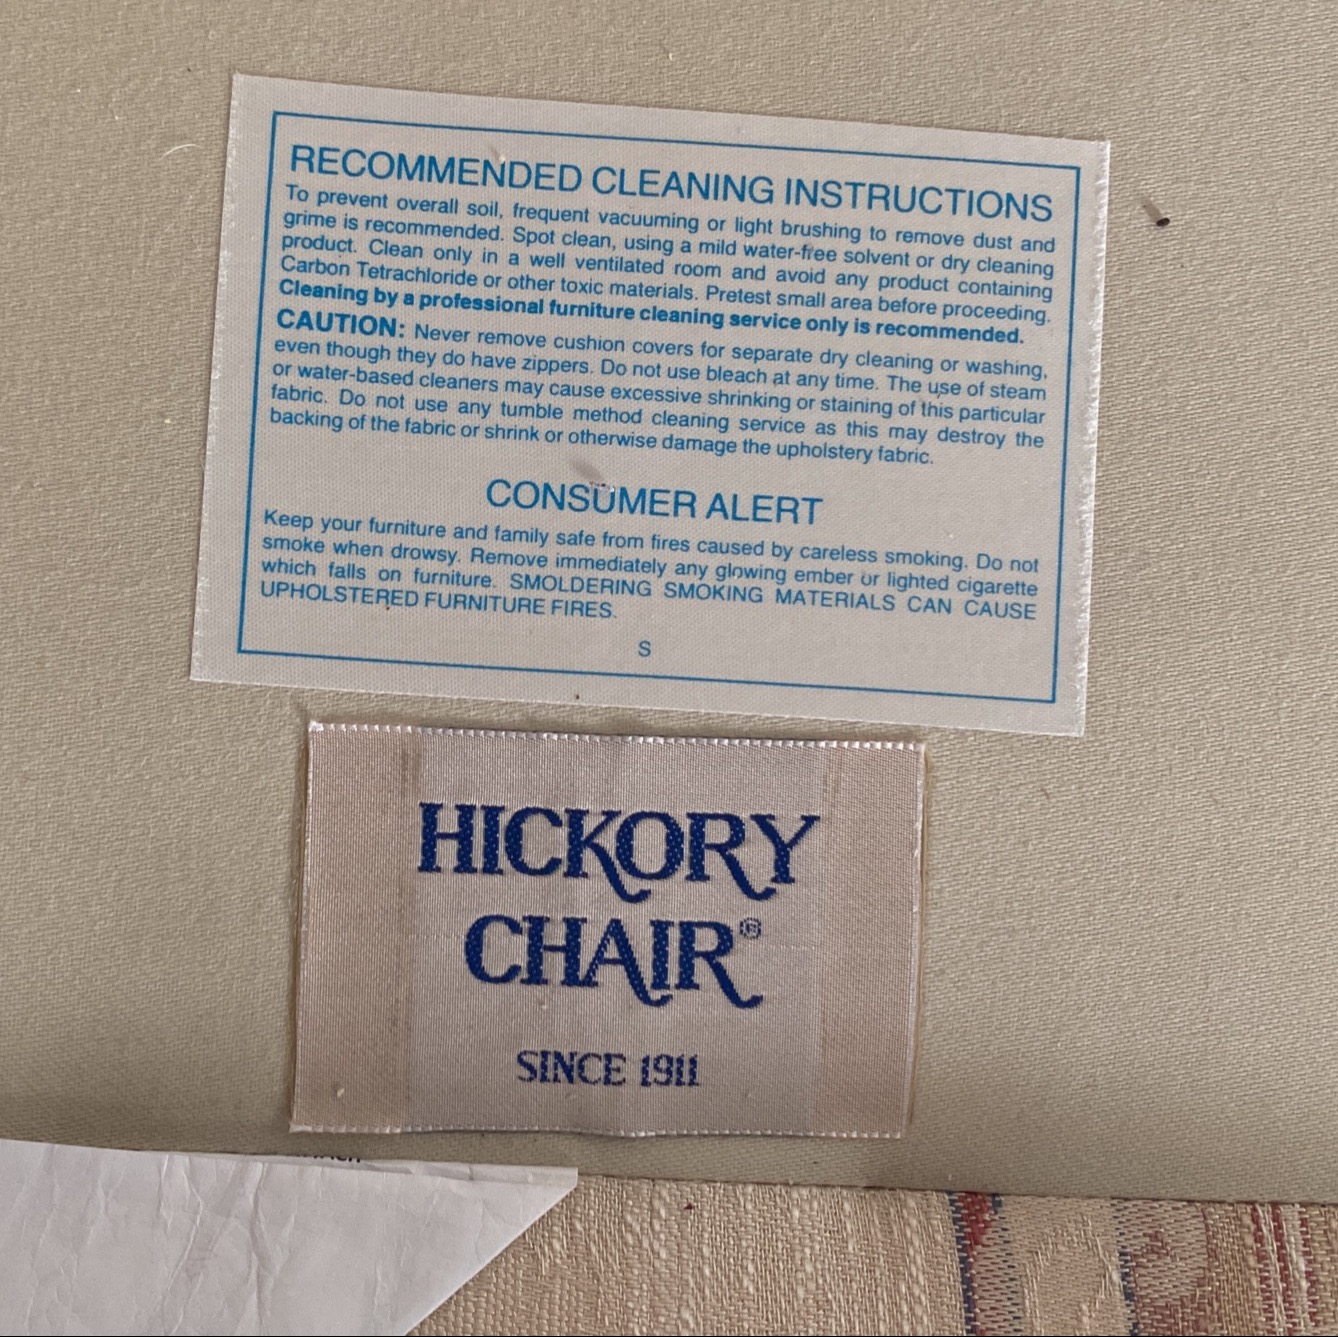 RECOMMENDED CLEANING INSTRUCTIONS
To prevent overall soil, frequent vacuuming or light brushing to remove dust and
grime is recommended. Spot clean, using a mild water-free solvent or dry cleaning
product. Clean only in a well ventilated room and avoid any product containing
Carbon Tetrachloride or other toxic materials. Pretest small area before proceeding.
Cleaning by a professional furniture cleaning service only is recommended.
CAUTION: Never remove cushion covers for separate dry cleaning or washing,
even though they do have zippers. Do not use bleach at any time. The use of steam
or water-based cleaners may cause excessive shrinking or staining of this particular
fabric. Do not use any tumble method cleaning service as this may destroy the
backing of the fabric or shrink or otherwise damage the upholstery fabric.
CONSUMER ALERT
Keep your furniture and family safe from fires caused by careless smoking. Do not
smoke when drowsy. Remove immediately any glowing ember or lighted cigarette
which falls on furniture. SMOLDERING SMOKING MATERIALS CAN CAUSE
UPHOLSTERED FURNITURE FIRES.
S
HICKORY
CHAIR®
SINCE 1911